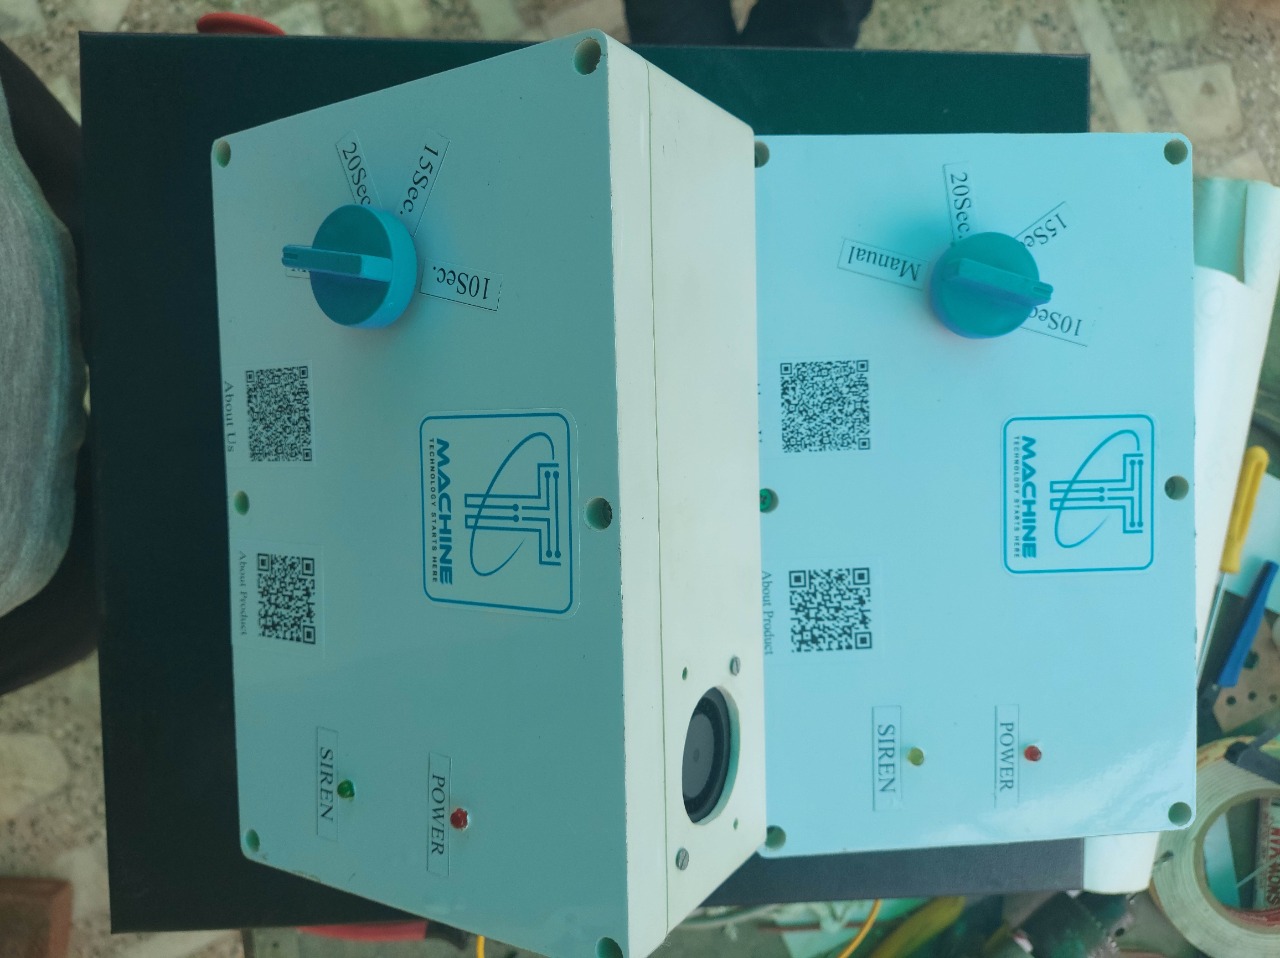 20Sec.
15Sec.
10Sec.
About Us
MACHINE
TECHNOLOGY STARTS HERE
About Product
SIREN
POWER
20Sec.
15Sec
10Sec
Manual
MACHINE
TECHNOLOGY STARTS HERE
About Product
SIREN
POWER